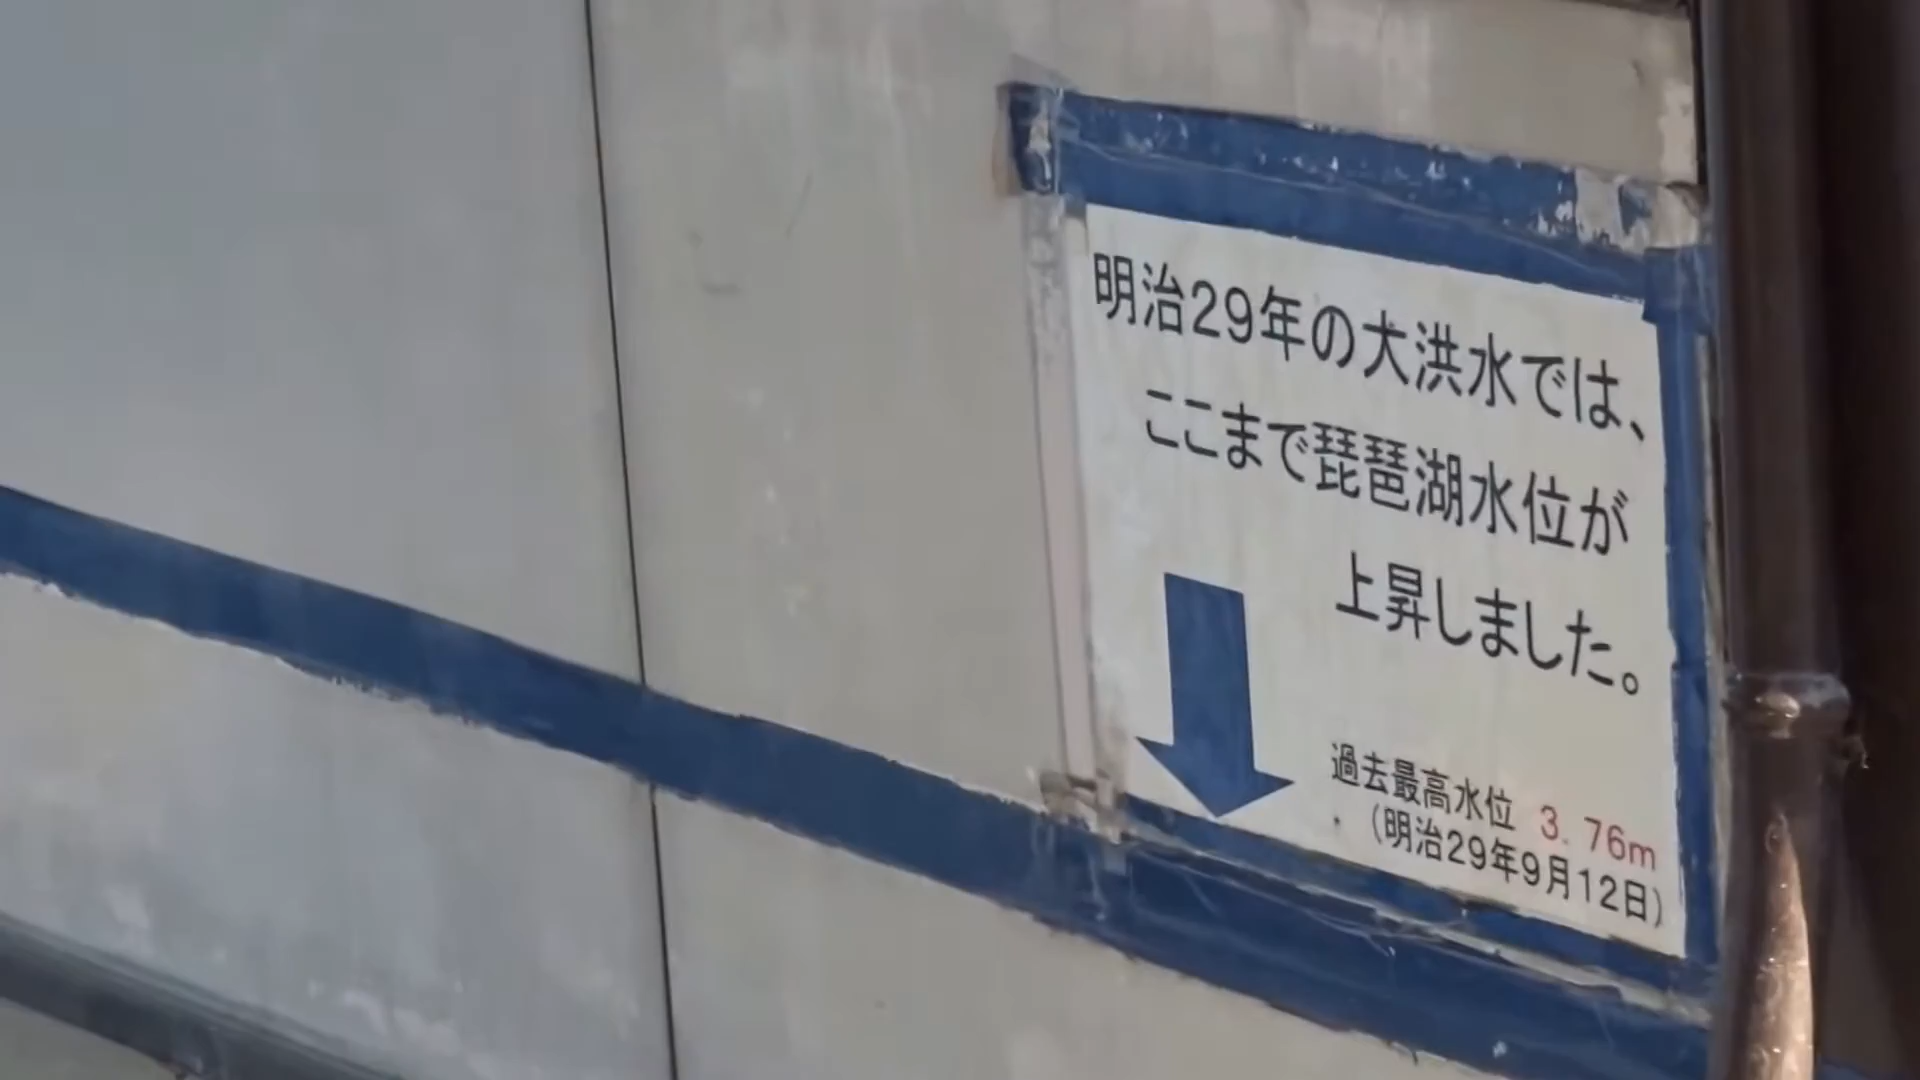 明治29年の大洪水では、
ここまで琵琶湖水位が
上昇しました。
過去最高水位 3.76m
（明治29年9月12日）